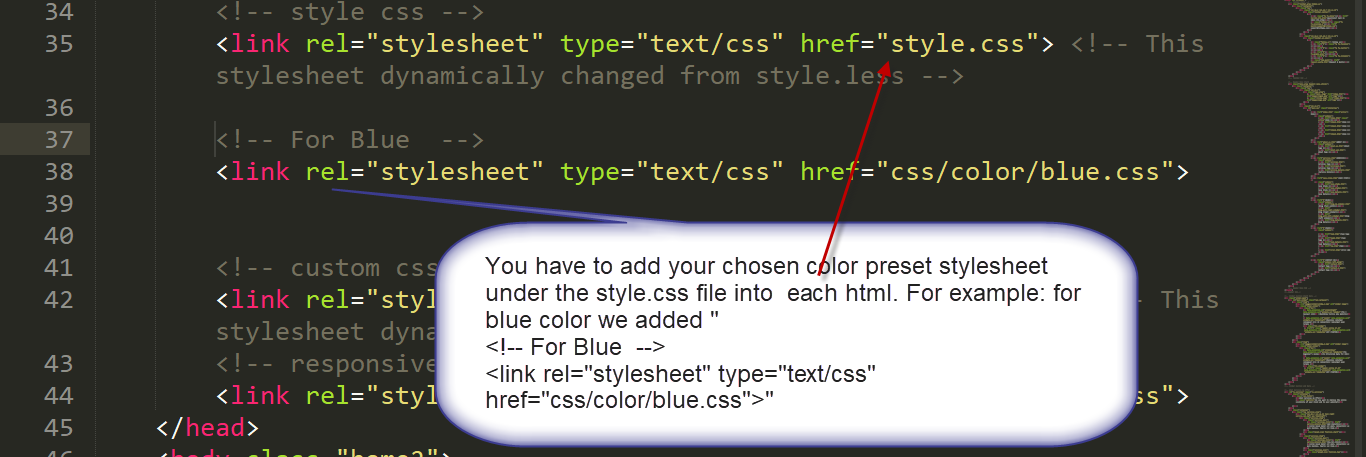 34 <!-- style css -->
35 <link rel="stylesheet" type="text/css" href="style.css"> <!-- This
stylesheet dynamically changed from style.less -->
36
37 <!-- For Blue  -->
38 <link rel="stylesheet" type="text/css" href="css/color/blue.css">
39
40
41 <!-- custom css
42 <link rel="styl - This
stylesheet dyna
43 <!-- responsive
44 <link rel="styl ss">
45 </head>
46 <body class="home2">
You have to add your chosen color preset stylesheet
under the style.css file into  each html. For example: for
blue color we added "
<!-- For Blue  -->
<link rel="stylesheet" type="text/css"
href="css/color/blue.css">"